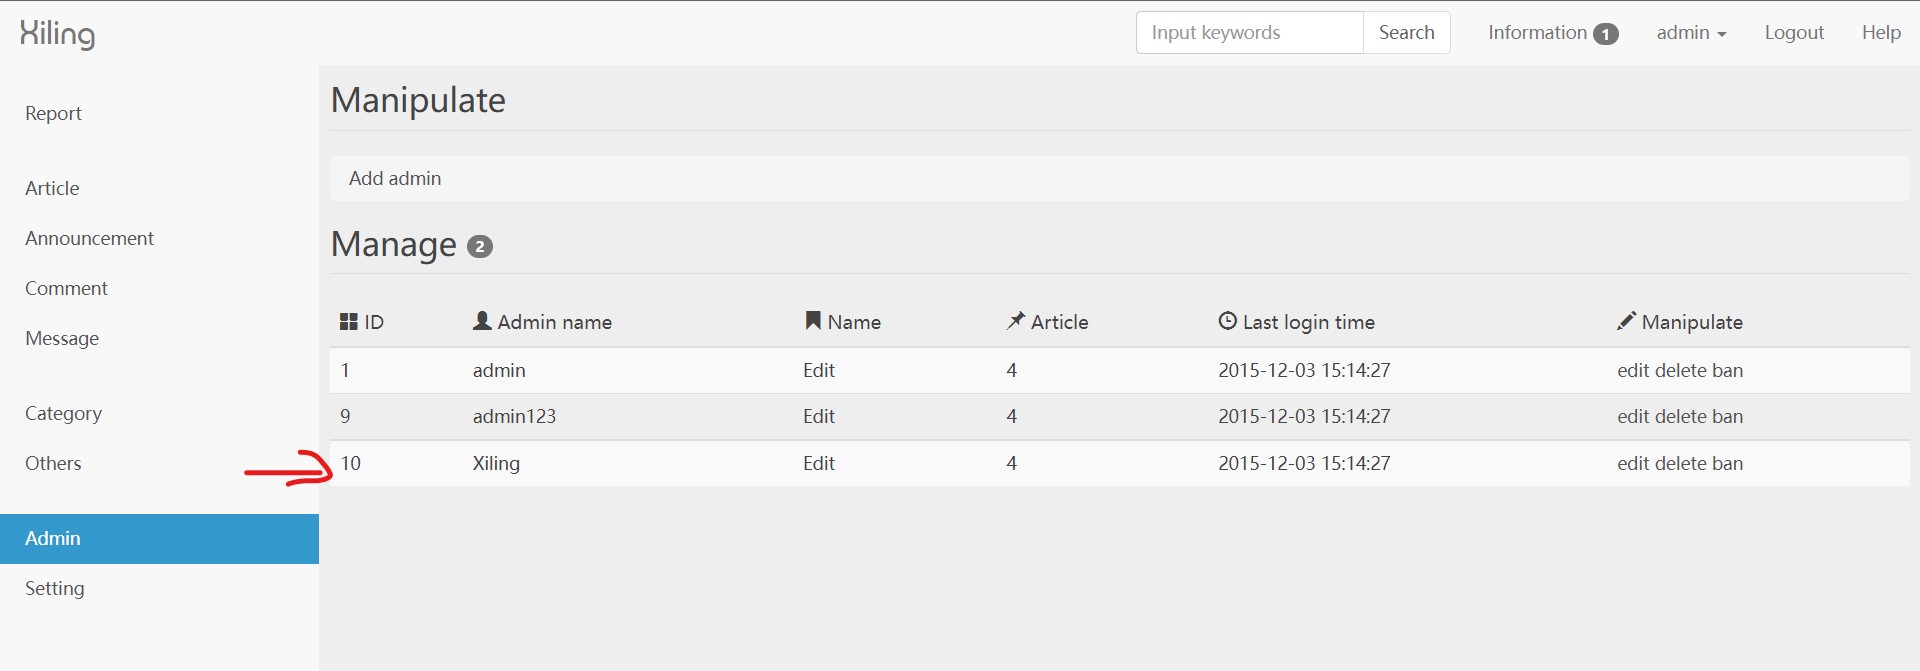 Xiling
Input keywords Search Information 1 admin Logout Help
Report
Article
Announcement
Comment
Message
Category
Others
Admin
Setting
Manipulate
Add admin
Manage 2
ID Admin name Name Article Last login time Manipulate
1 admin Edit 4 2015-12-03 15:14:27 edit delete ban
9 admin123 Edit 4 2015-12-03 15:14:27 edit delete ban
10 Xiling Edit 4 2015-12-03 15:14:27 edit delete ban